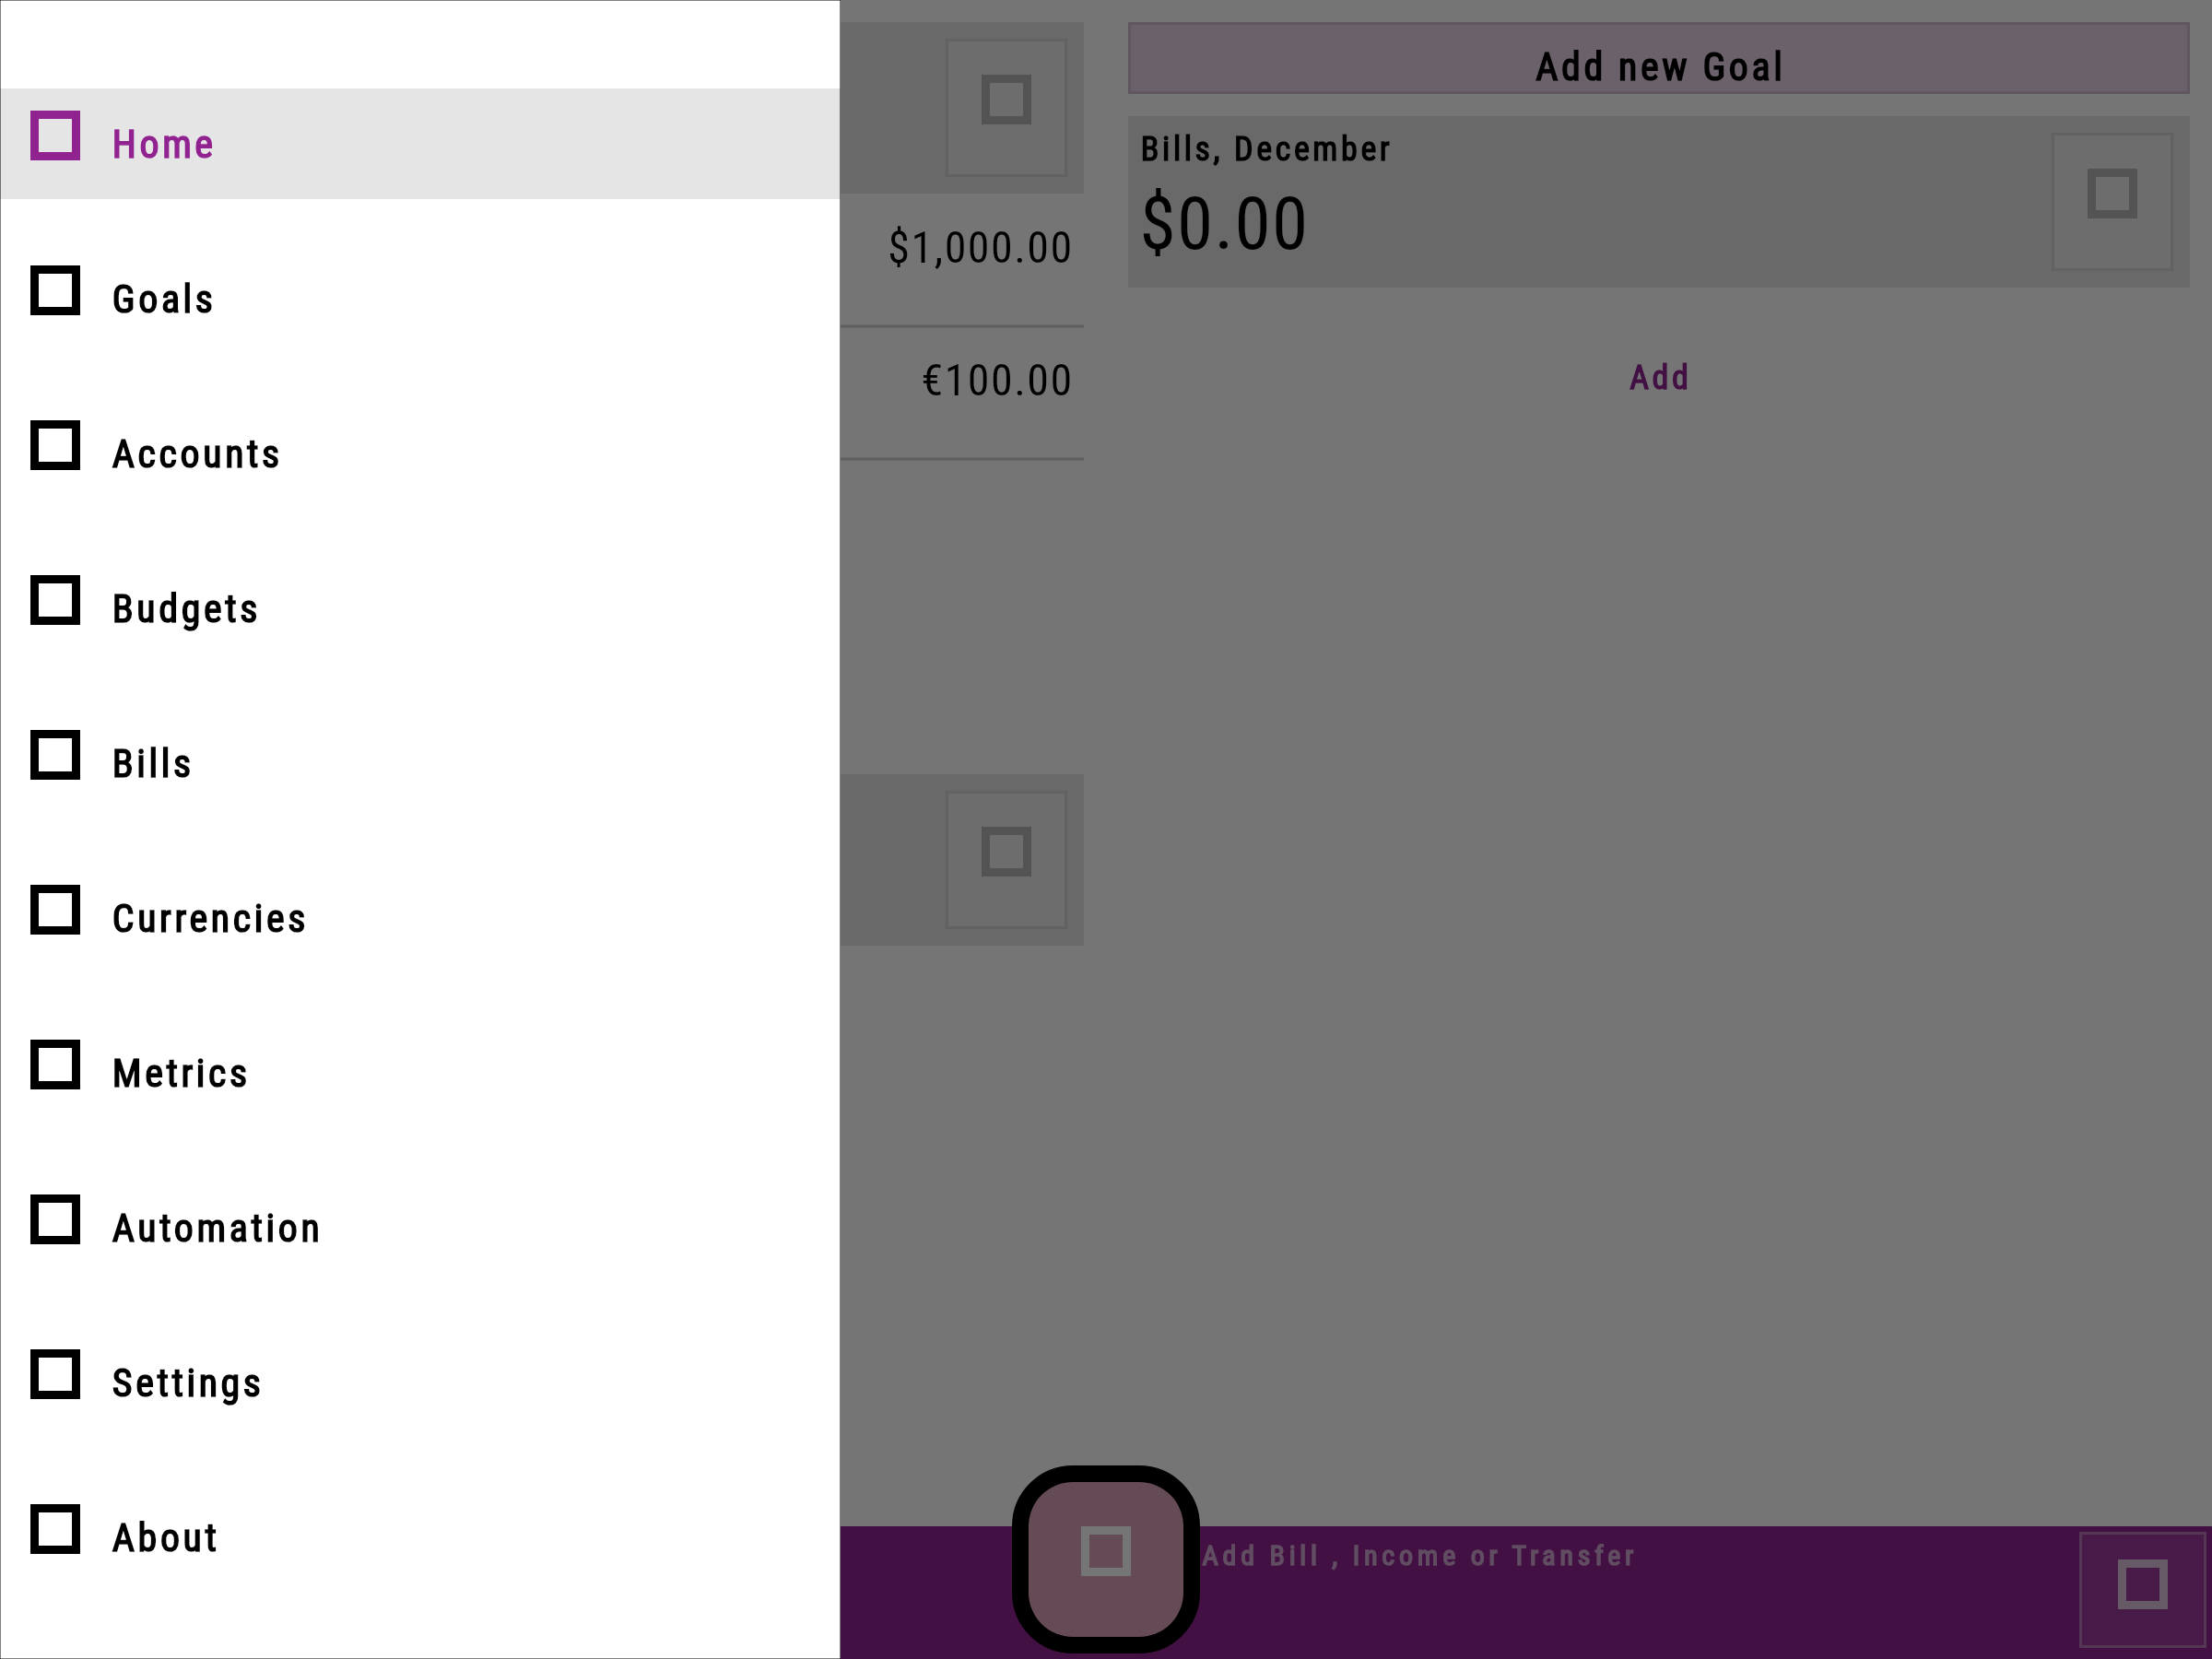 Home
Goals
Accounts
Budgets
Bills
Currencies
Metrics
Automation
Settings
About
$1,000.00
€100.00
Add new Goal
Bills, December
$0.00
Add
Add Bill , Income or Transfer